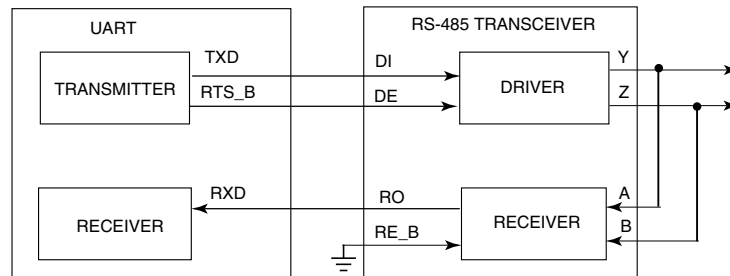 UART
RS-485 TRANSCEIVER
TXD
DI
Y
TRANSMITTER
DRIVER
RTS_B
DE
Z
RXD
RO
A
RECEIVER
RECEIVER
RE_B
B